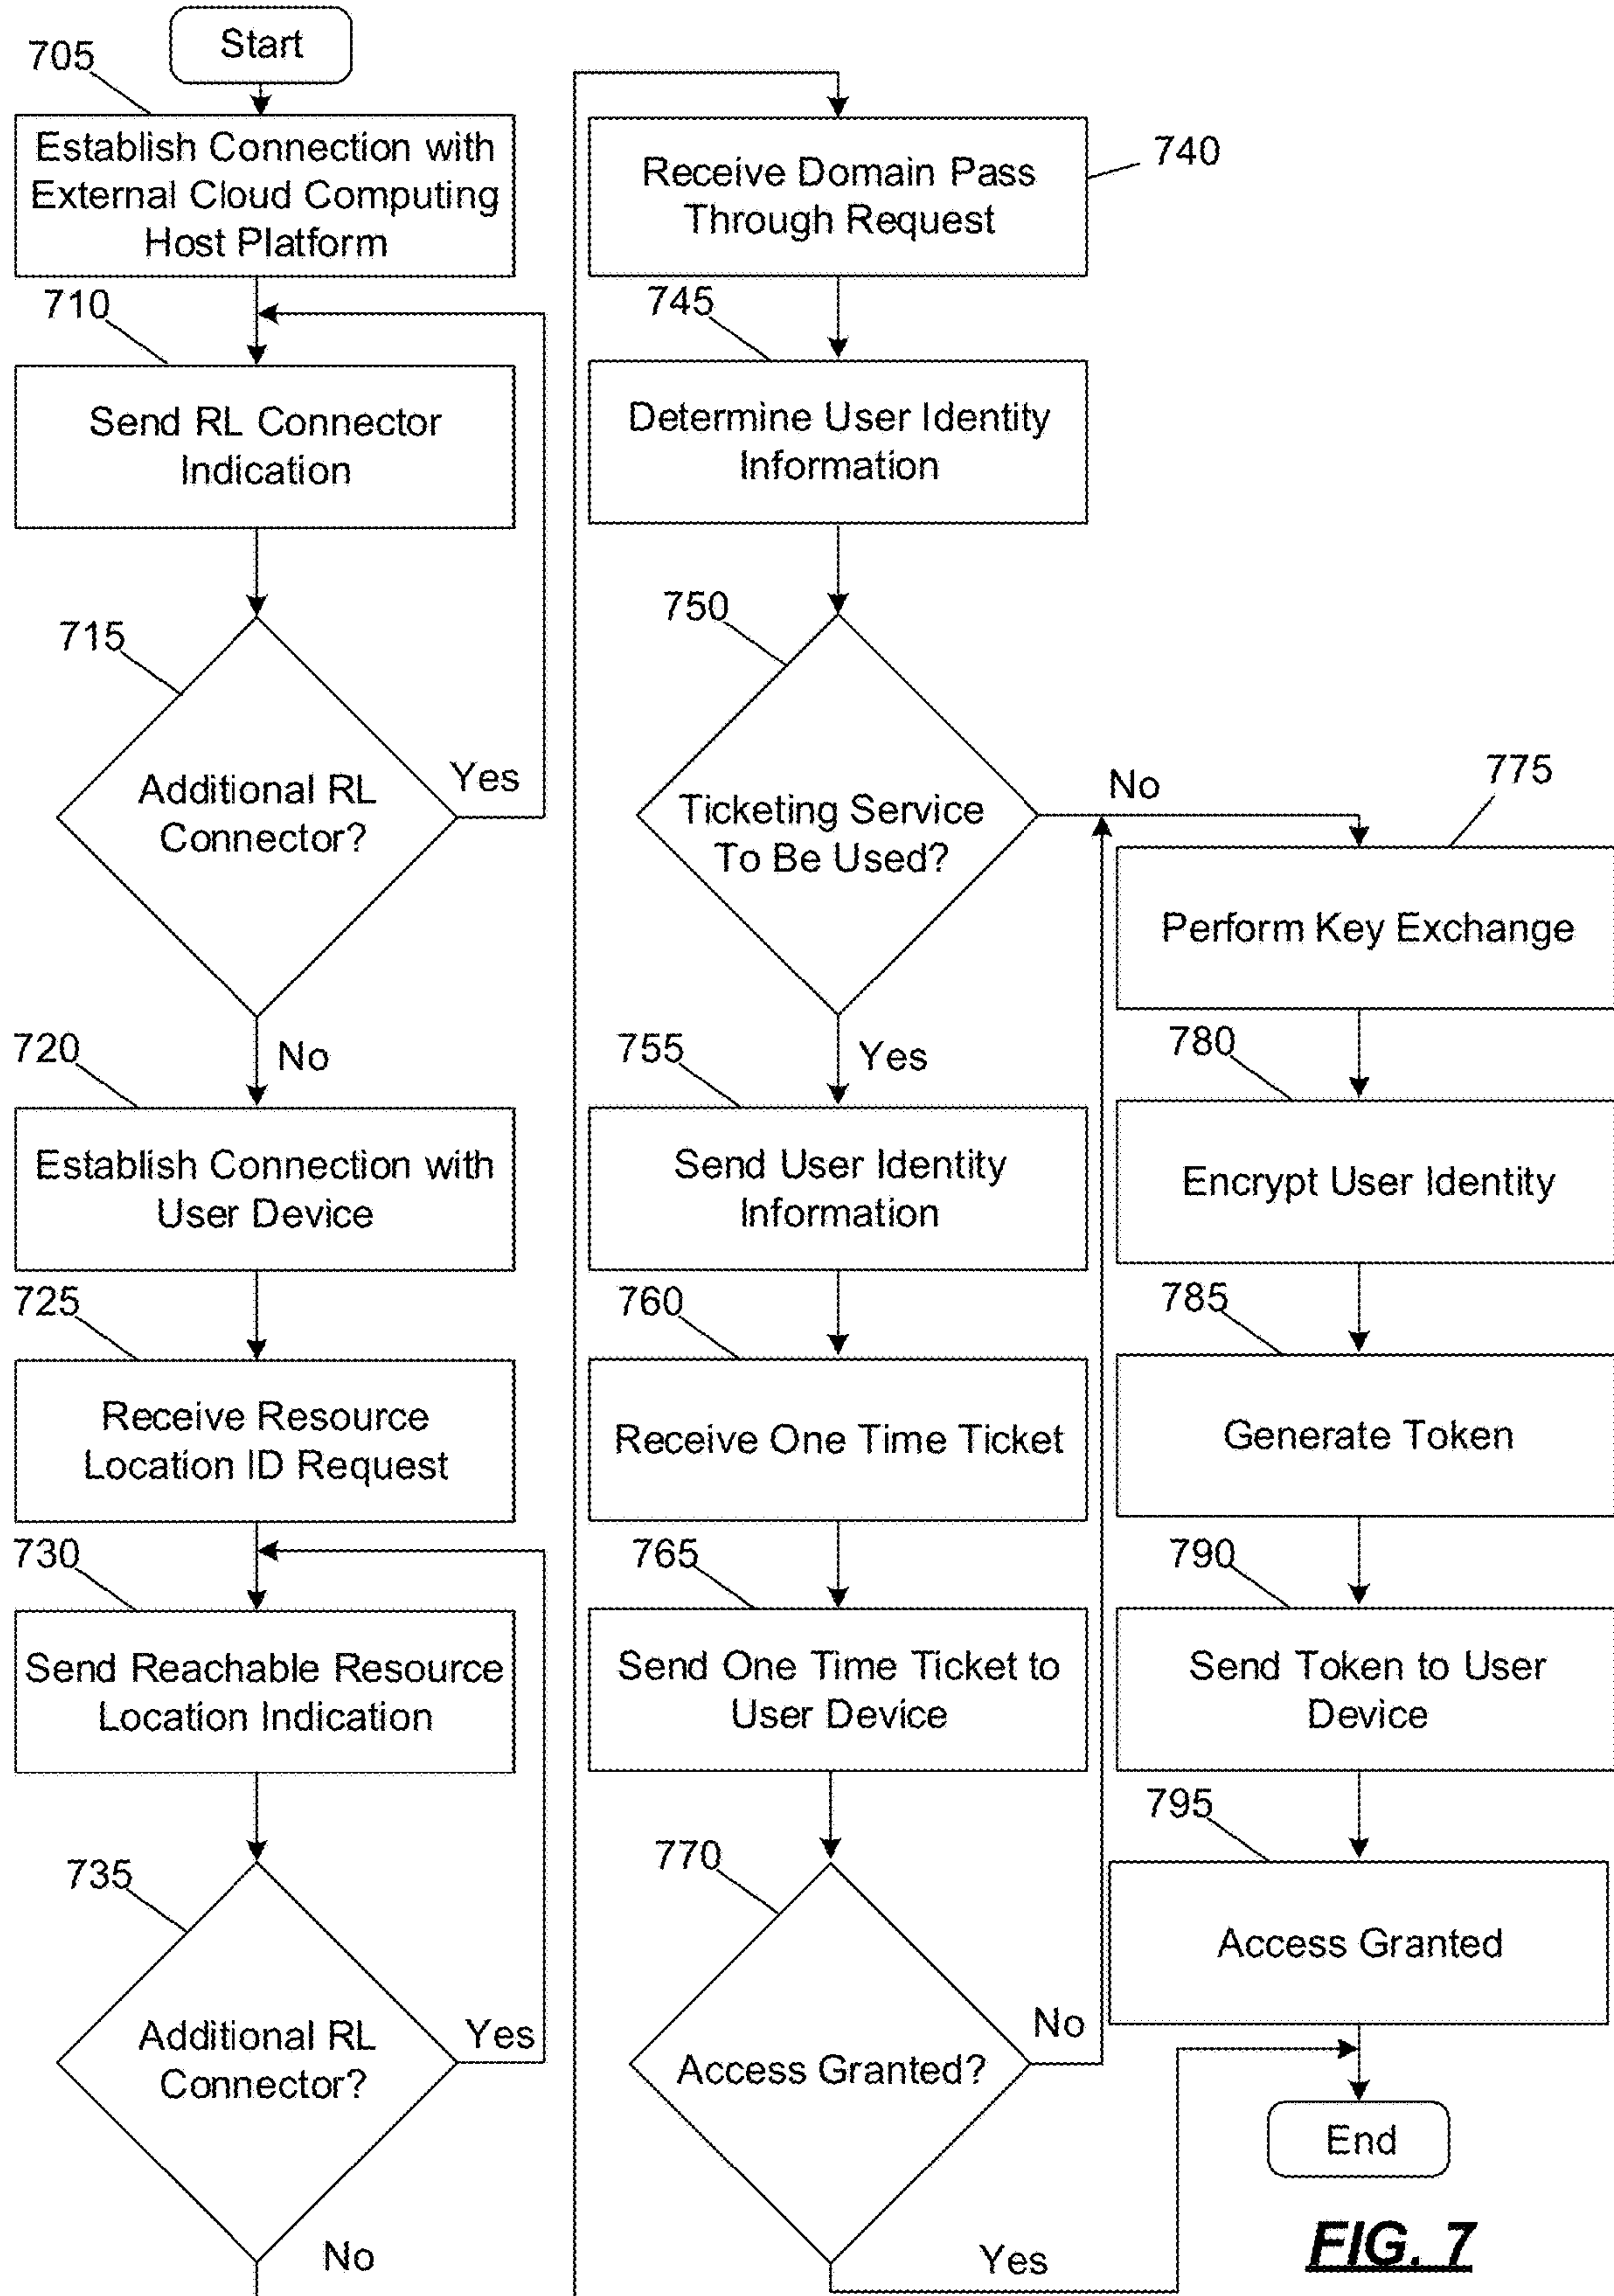 Start
705
Establish Connection with
External Cloud Computing
Host Platform
710
Send RL Connector
Indication
715
Additional RL
Connector?
Yes
No
720
Establish Connection with
User Device
725
Receive Resource
Location ID Request
730
Send Reachable Resource
Location Indication
735
Additional RL
Connector?
Yes
No
740
Receive Domain Pass
Through Request
745
Determine User Identity
Information
750
Ticketing Service
To Be Used?
No
Yes
755
Send User Identity
Information
760
Receive One Time Ticket
765
Send One Time Ticket to
User Device
770
Access Granted?
No
Yes
775
Perform Key Exchange
780
Encrypt User Identity
785
Generate Token
790
Send Token to User
Device
795
Access Granted
End
FIG. 7